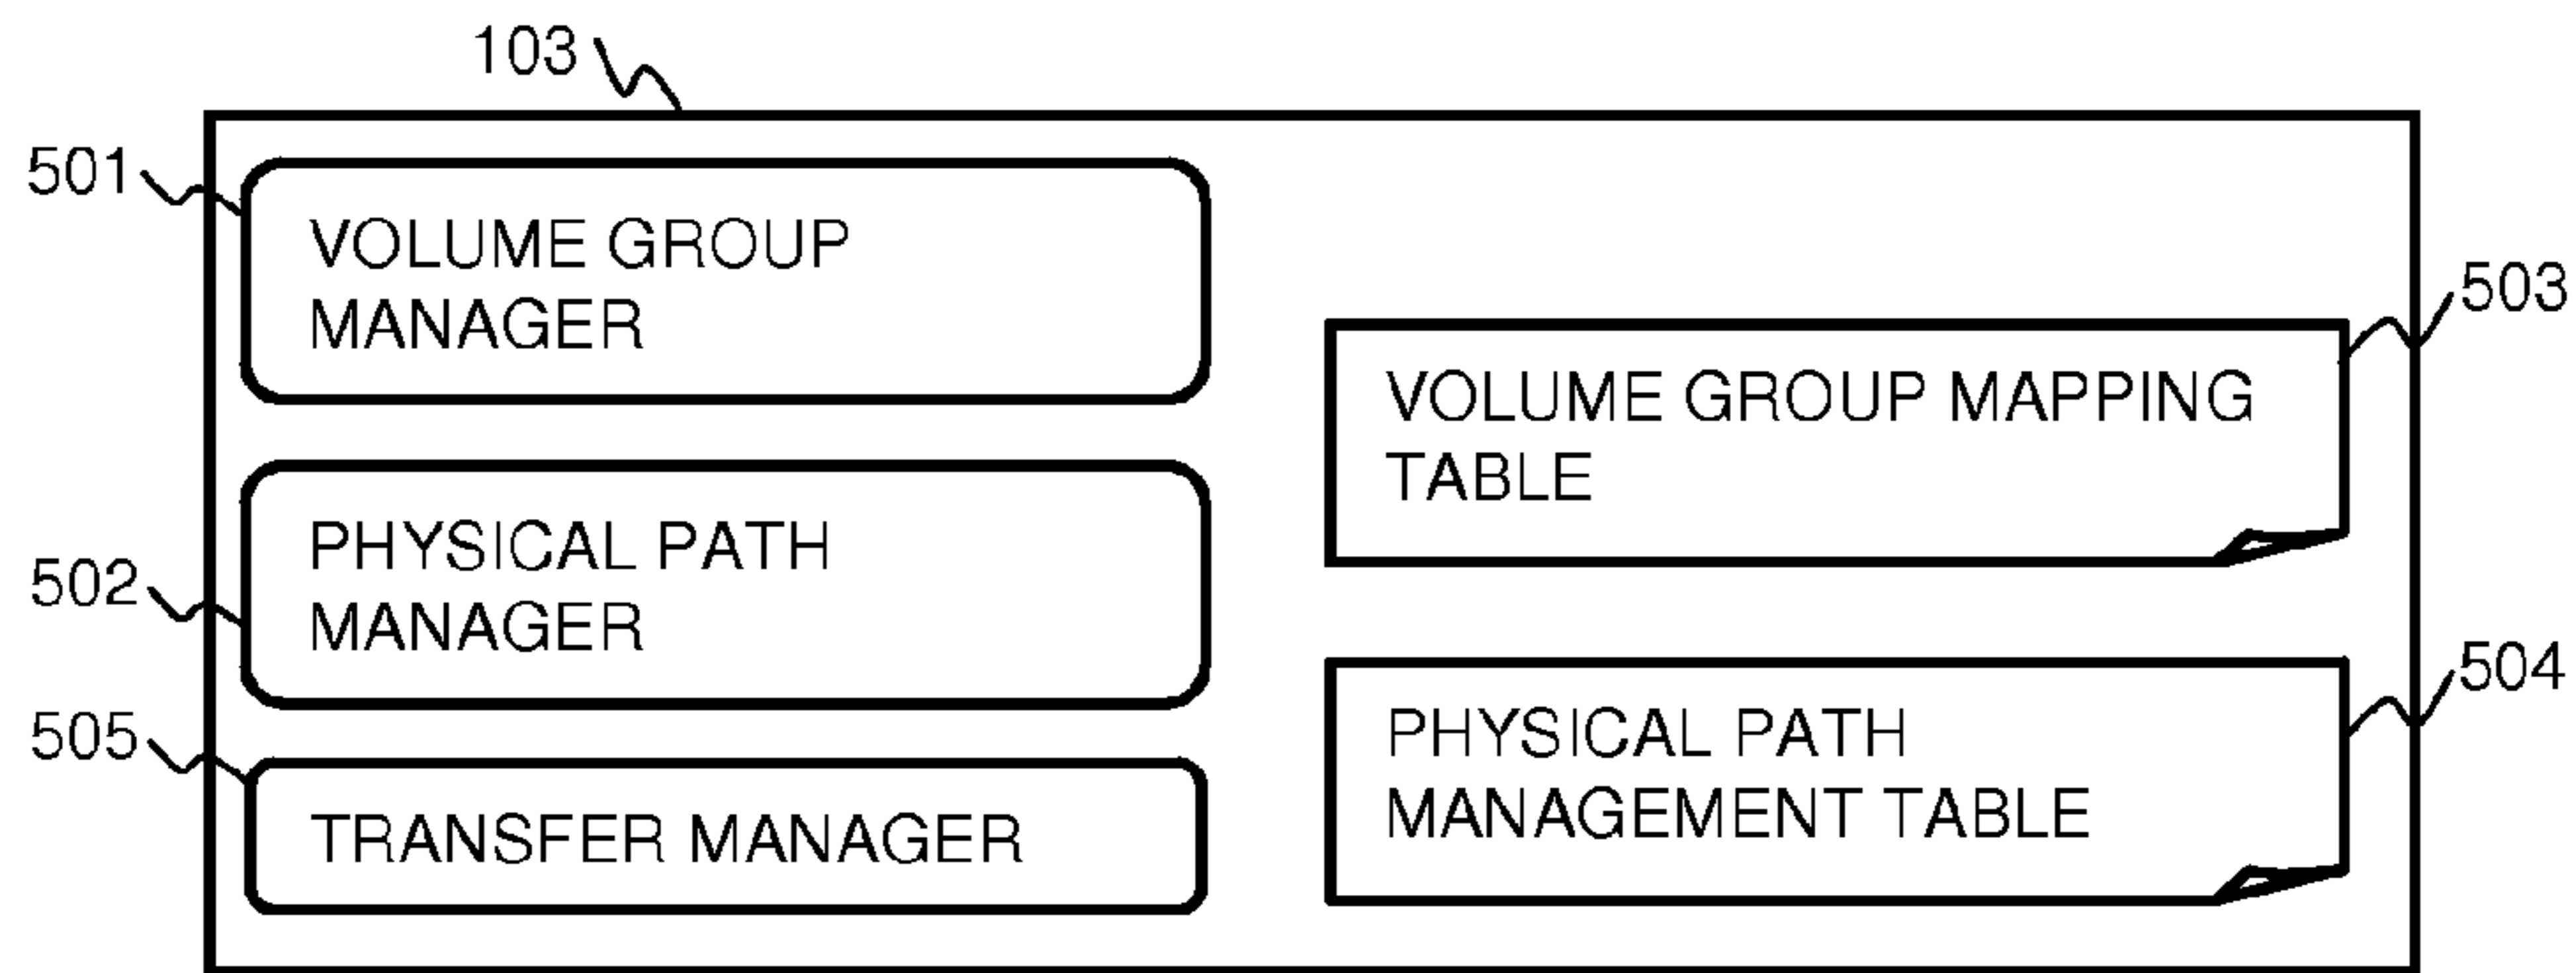 103
501
VOLUME GROUP
MANAGER
502
PHYSICAL PATH
MANAGER
505
TRANSFER MANAGER
503
VOLUME GROUP MAPPING
TABLE
504
PHYSICAL PATH
MANAGEMENT TABLE